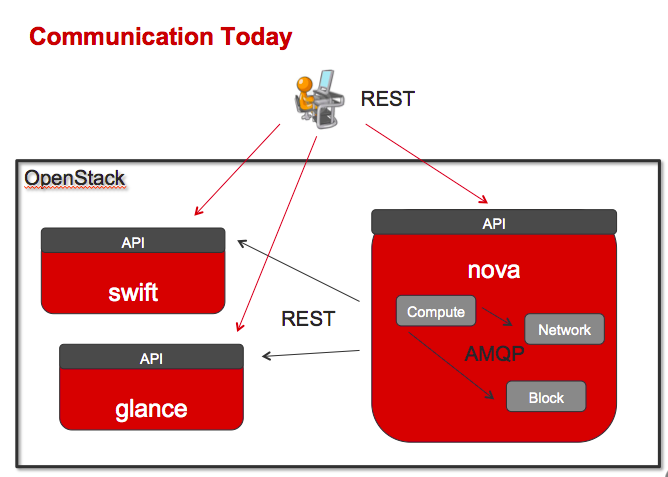 Communication Today
REST
OpenStack
API
swift
API
glance
REST
API
nova
Compute
Network
AMQP
Block